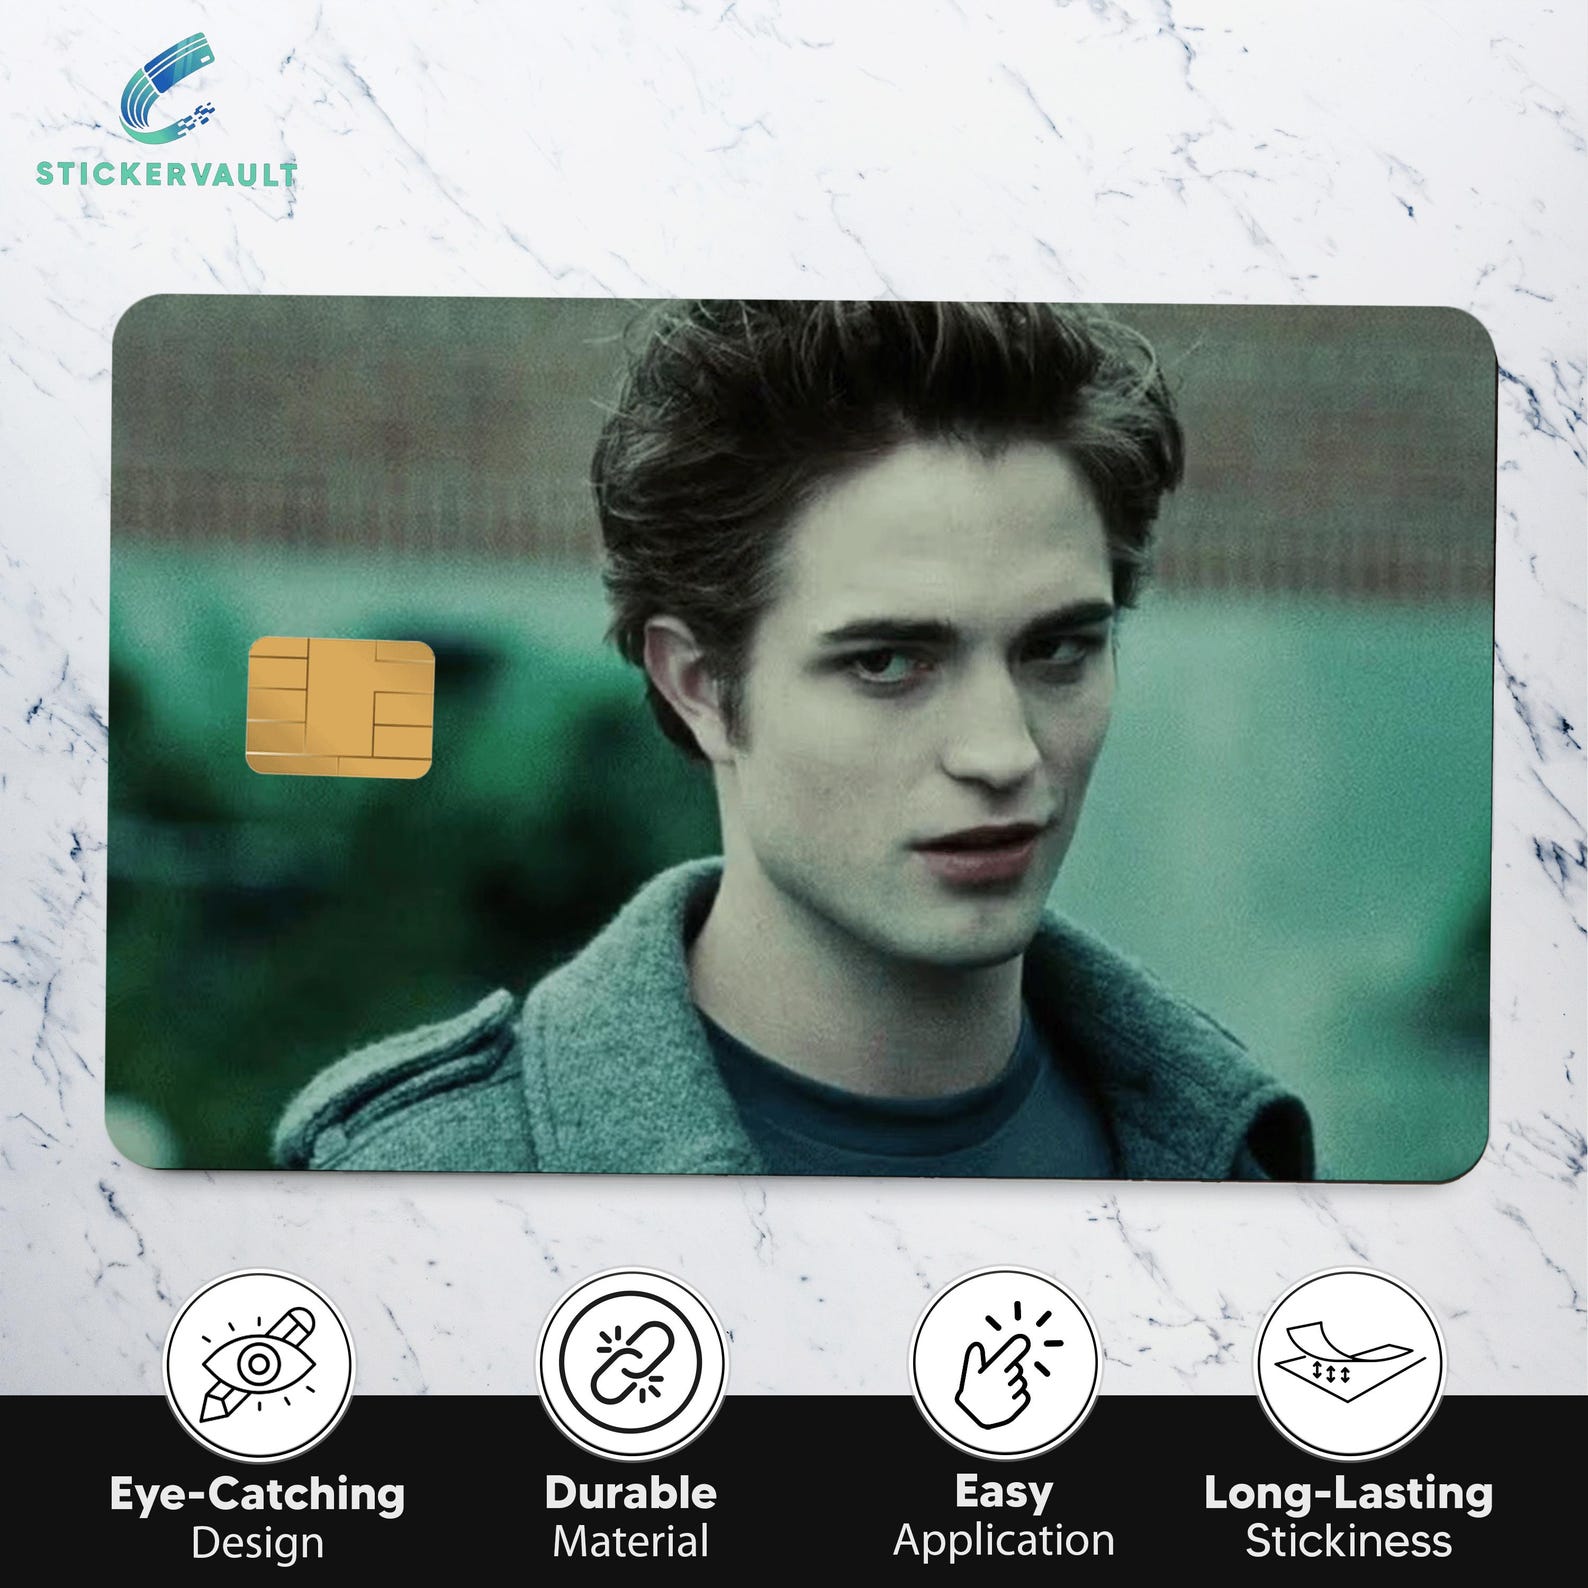 STICKERVAULT
Eye-Catching
Design
Durable
Material
Easy
Application
Long-Lasting
Stickiness